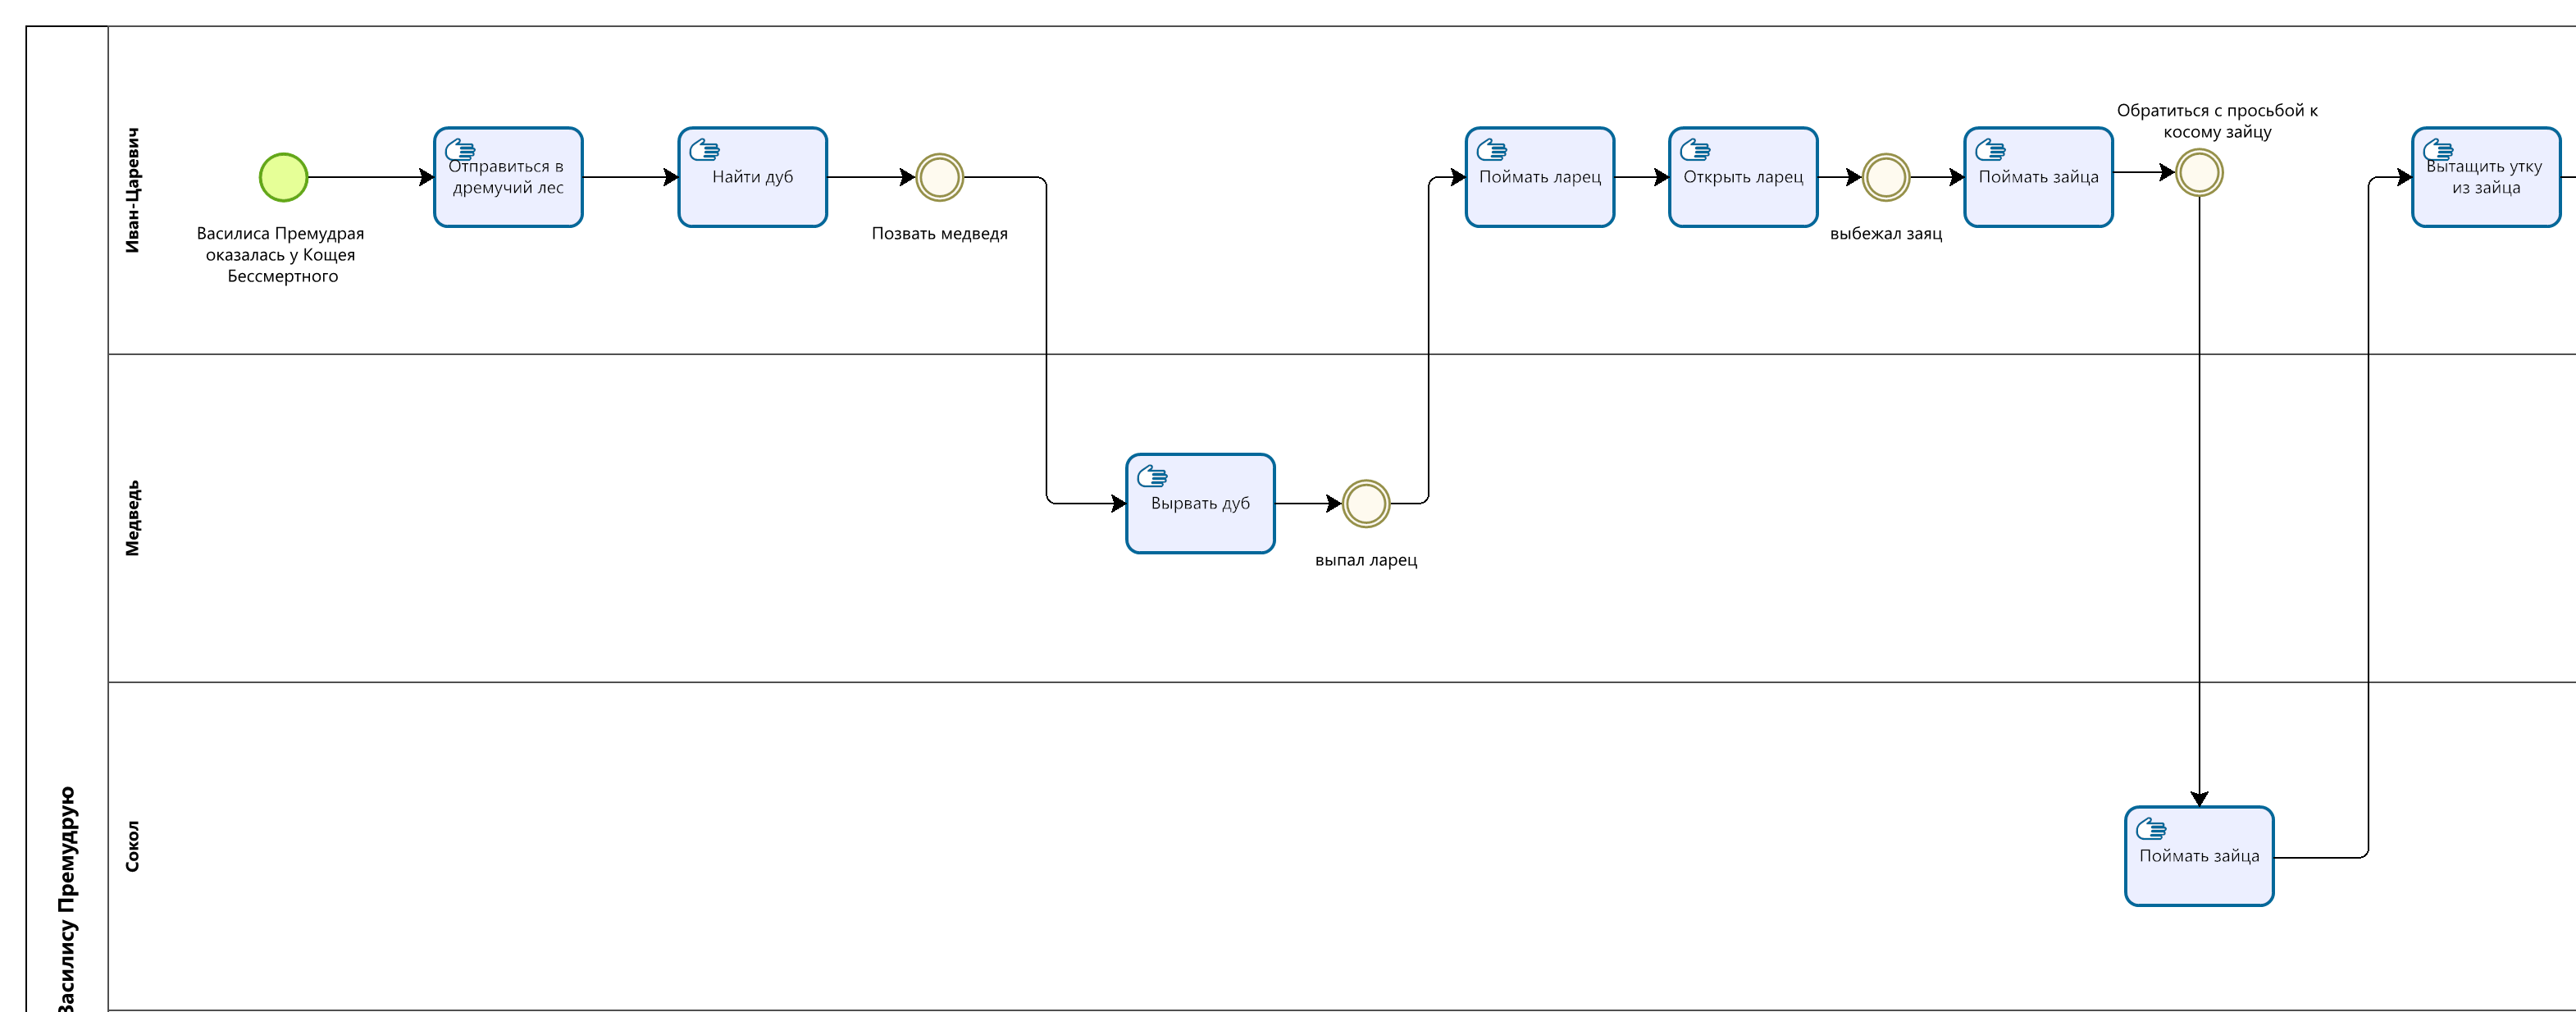 Василису Премудрую
Иван-Царевич
Василиса Премудрая
оказалась у Кощея
Бессмертного
Отправиться в
дремучий лес
Найти дуб
Позвать медведя
Поймать ларец
Открыть ларец
выбежал заяц
Поймать зайца
Обратиться с просьбой к
косому зайцу
Вытащить утку
из зайца
Медведь
Вырвать дуб
выпал ларец
Сокол
Поймать зайца